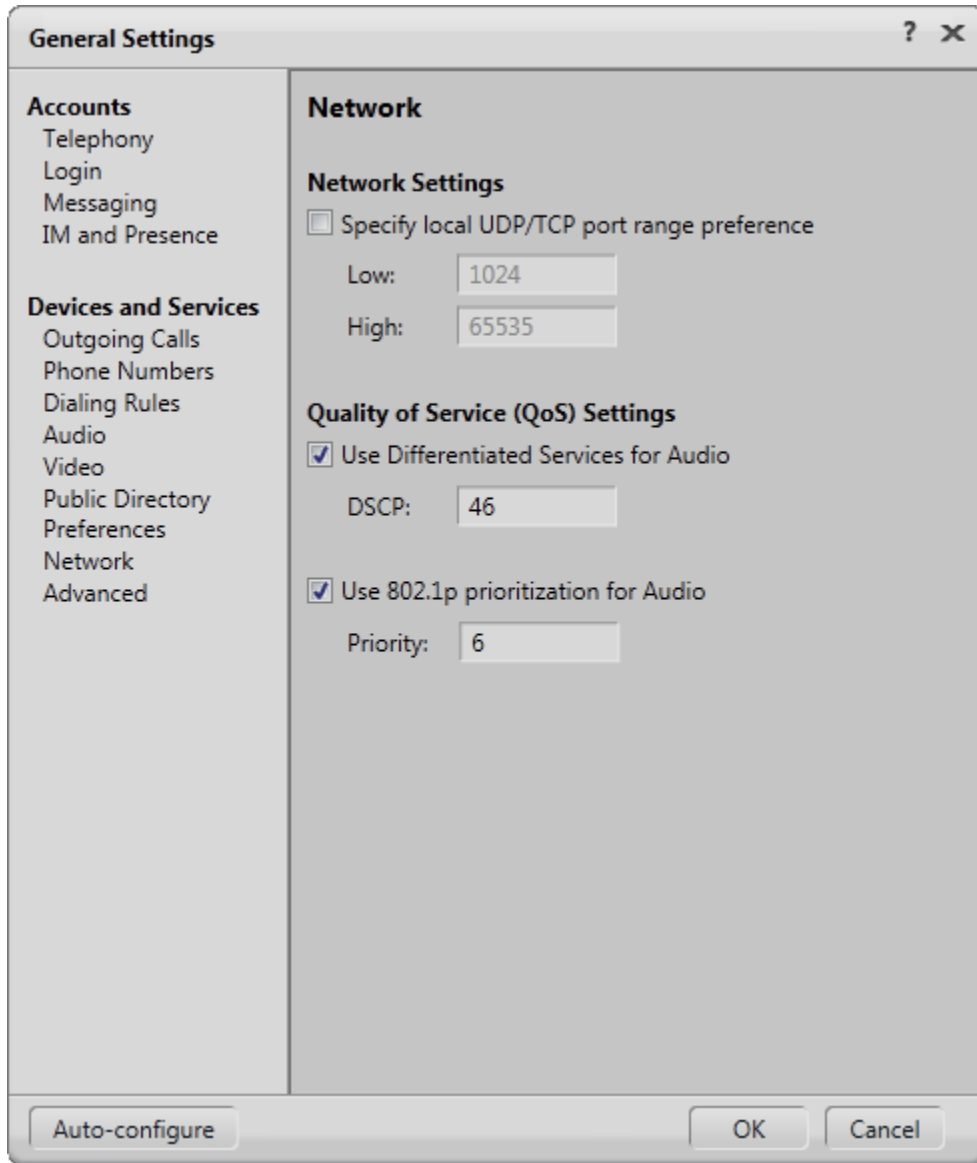 General Settings
?
Accounts
Telephony
Login
Messaging
IM and Presence
Devices and Services
Outgoing Calls
Phone Numbers
Dialing Rules
Audio
Video
Public Directory
Preferences
Network
Advanced
Network
Network Settings
Specify local UDP/TCP port range preference
Low: 1024
High: 65535
Quality of Service (QoS) Settings
Use Differentiated Services for Audio
DSCP: 46
Use 802.1p prioritization for Audio
Priority: 6
Auto-configure
OK
Cancel